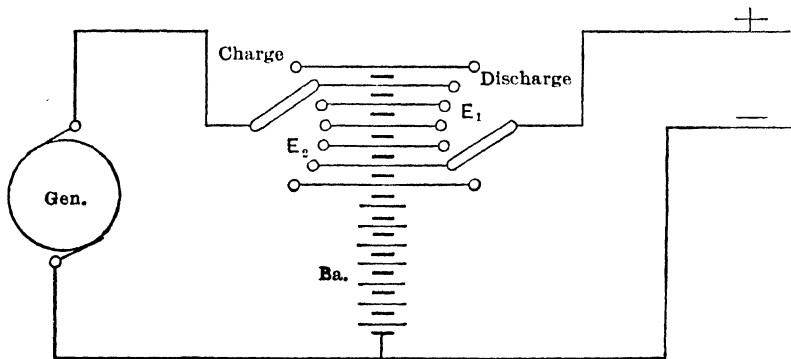 Charge
Discharge
E1
E2
Gen.
Ba.
+
−